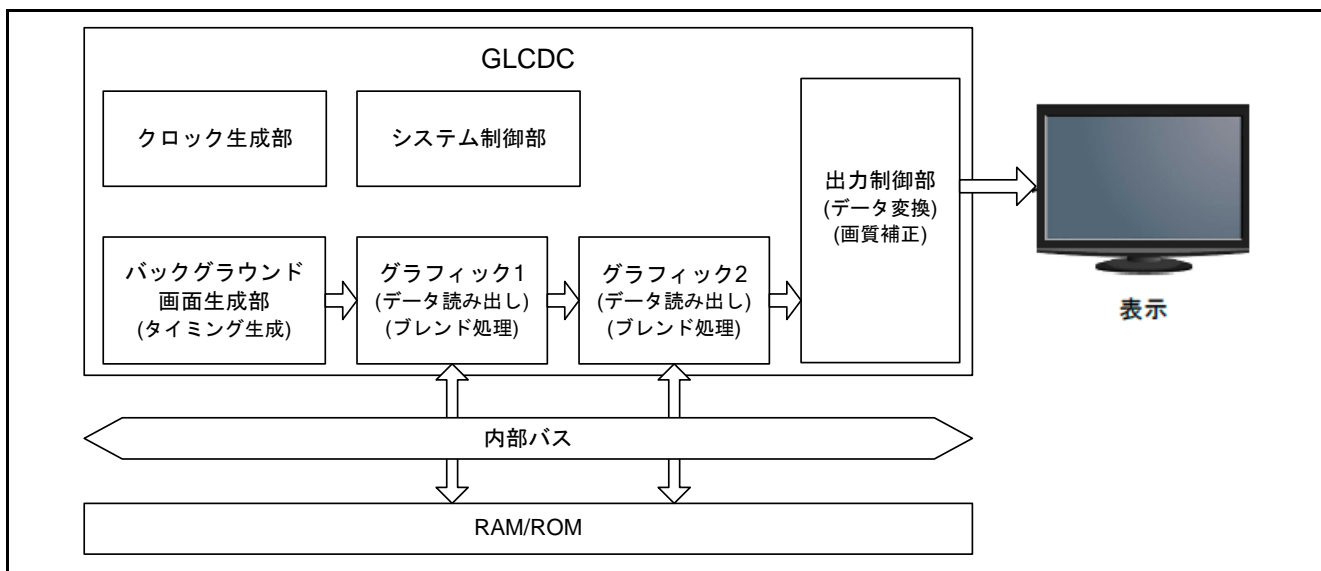 GLCDC
クロック生成部
システム制御部
出力制御部
(データ変換)
(画質補正)
バックグラウンド
画面生成部
(タイミング生成)
グラフィック1
(データ読み出し)
(ブレンド処理)
グラフィック2
(データ読み出し)
(ブレンド処理)
表示
内部バス
RAM/ROM